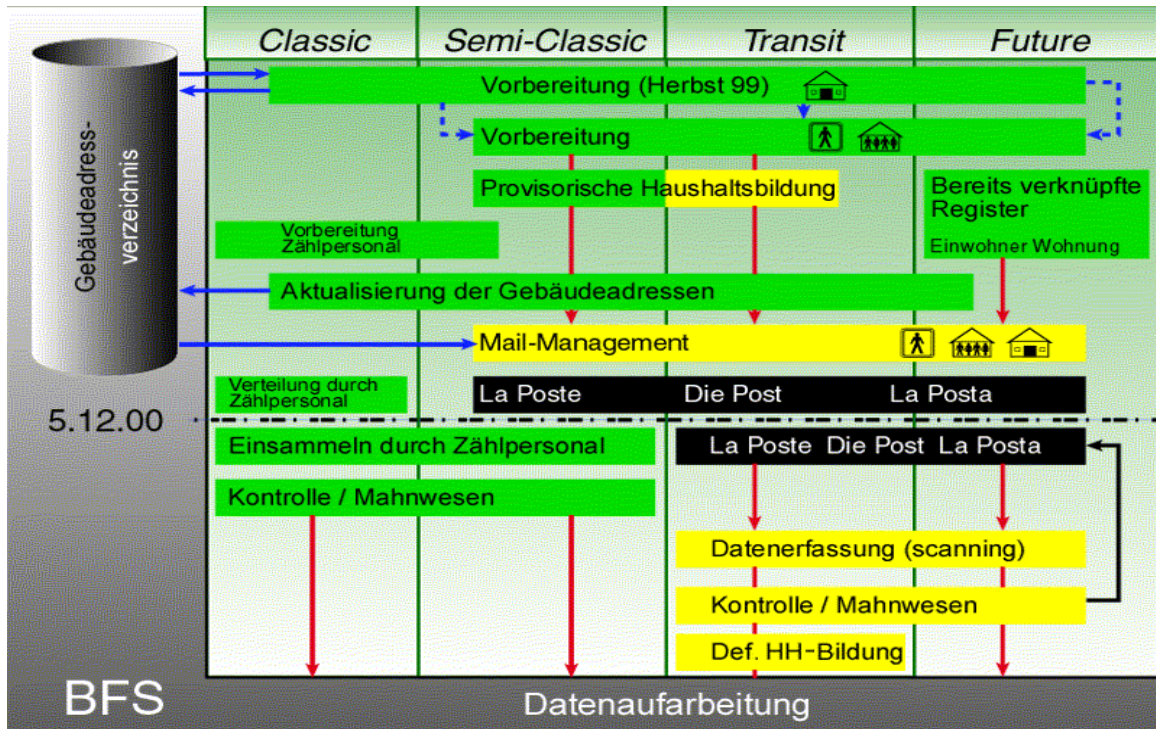 Classic
Semi-Classic
Transit
Future
Gebäudeadress-
verzeichnis
Vorbereitung (Herbst 99)
Vorbereitung
Provisorische Haushaltsbildung
Bereits verknüpfte
Register
Einwohner Wohnung
Vorbereitung
Zählpersonal
Aktualisierung der Gebäudeadressen
Mail-Management
Verteilung durch
Zählpersonal
La Poste
Die Post
La Posta
5.12.00
Einsammeln durch Zählpersonal
La Poste Die Post La Posta
Kontrolle / Mahnwesen
Datenerfassung (scanning)
Kontrolle / Mahnwesen
Def. HH-Bildung
BFS
Datenaufarbeitung